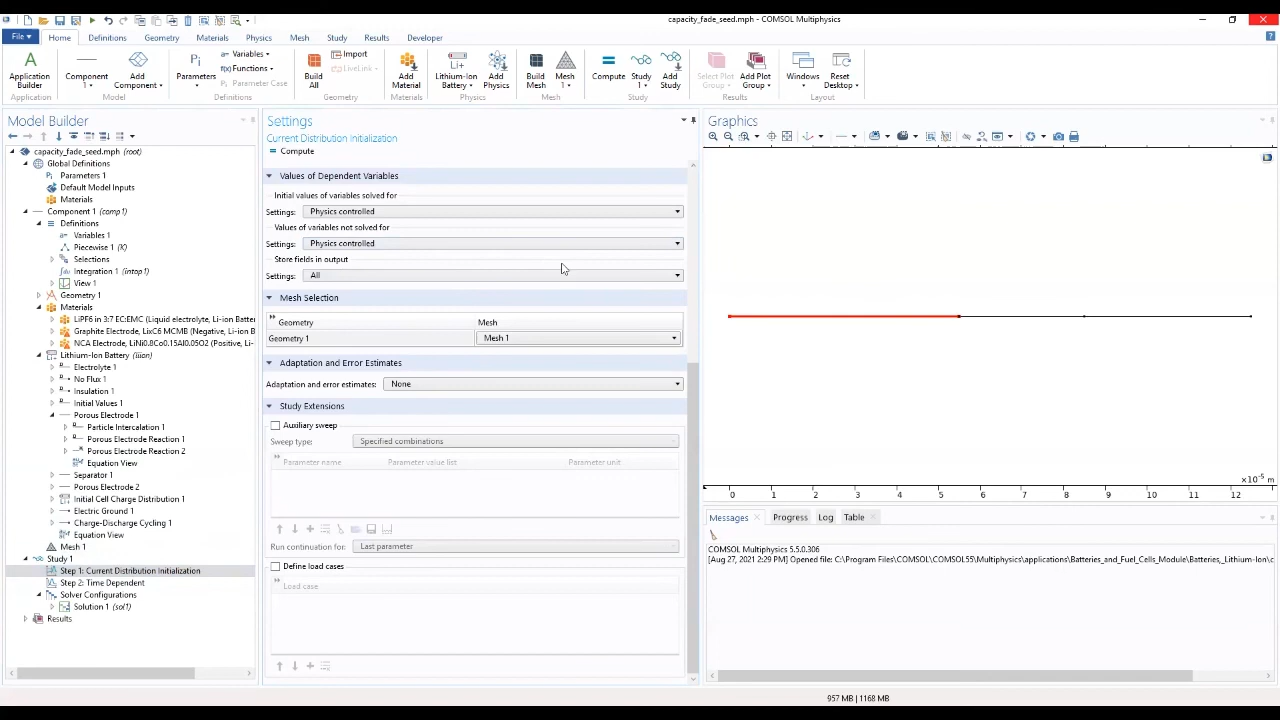 capacity_fade_seed.mph - COMSOL Multiphysics
File Home Definitions Geometry Materials Physics Mesh Study Results Developer
Application Builder
Application
Component 1
Add Component
Model
Parameters
Variables
Functions
Parameter Case
Definitions
Build All
Import
LiveLink
Geometry
Add Material
Materials
Lithium-Ion Battery
Add Physics
Physics
Build Mesh
Mesh 1
Mesh
Compute
Study 1
Add Study
Study
Select Plot Group
Add Plot Group
Results
Windows
Reset Desktop
Layout
Model Builder
capacity_fade_seed.mph (root)
Global Definitions
Parameters 1
Default Model Inputs
Materials
Component 1 (comp1)
Definitions
Variables 1
Piecewise 1 (K)
Selections
Integration 1 (intop1)
View 1
Geometry 1
Materials
LiPF6 in 3:7 EC:EMC (Liquid electrolyte, Li-ion Batte
Graphite Electrode, LixC6 MCMB (Negative, Li-ion B
NCA Electrode, LiNi0.8Co0.15Al0.05O2 (Positive, Li-
Lithium-Ion Battery (liion)
Electrolyte 1
No Flux 1
Insulation 1
Initial Values 1
Porous Electrode 1
Particle Intercalation 1
Porous Electrode Reaction 1
Porous Electrode Reaction 2
Equation View
Separator 1
Porous Electrode 2
Initial Cell Charge Distribution 1
Electric Ground 1
Charge-Discharge Cycling 1
Equation View
Mesh 1
Study 1
Step 1: Current Distribution Initialization
Step 2: Time Dependent
Solver Configurations
Solution 1 (sol1)
Results
Settings
Current Distribution Initialization
= Compute
Values of Dependent Variables
Initial values of variables solved for
Settings: Physics controlled
Values of variables not solved for
Settings: Physics controlled
Store fields in output
Settings: All
Mesh Selection
Geometry Mesh
Geometry 1 Mesh 1
Adaptation and Error Estimates
Adaptation and error estimates: None
Study Extensions
Auxiliary sweep
Sweep type: Specified combinations
Parameter name Parameter value list Parameter unit
Run continuation for: Last parameter
Define load cases
Load case
Graphics
×10⁻⁵ m
0 1 2 3 4 5 6 7 8 9 10 11 12
Messages Progress Log Table
COMSOL Multiphysics 5.5.0.306
[Aug 27, 2021 2:29 PM] Opened file: C:\Program Files\COMSOL\COMSOL55\Multiphysics\applications\Batteries_and_Fuel_Cells_Module\Batteries_Lithium-Ion\c
957 MB | 1168 MB